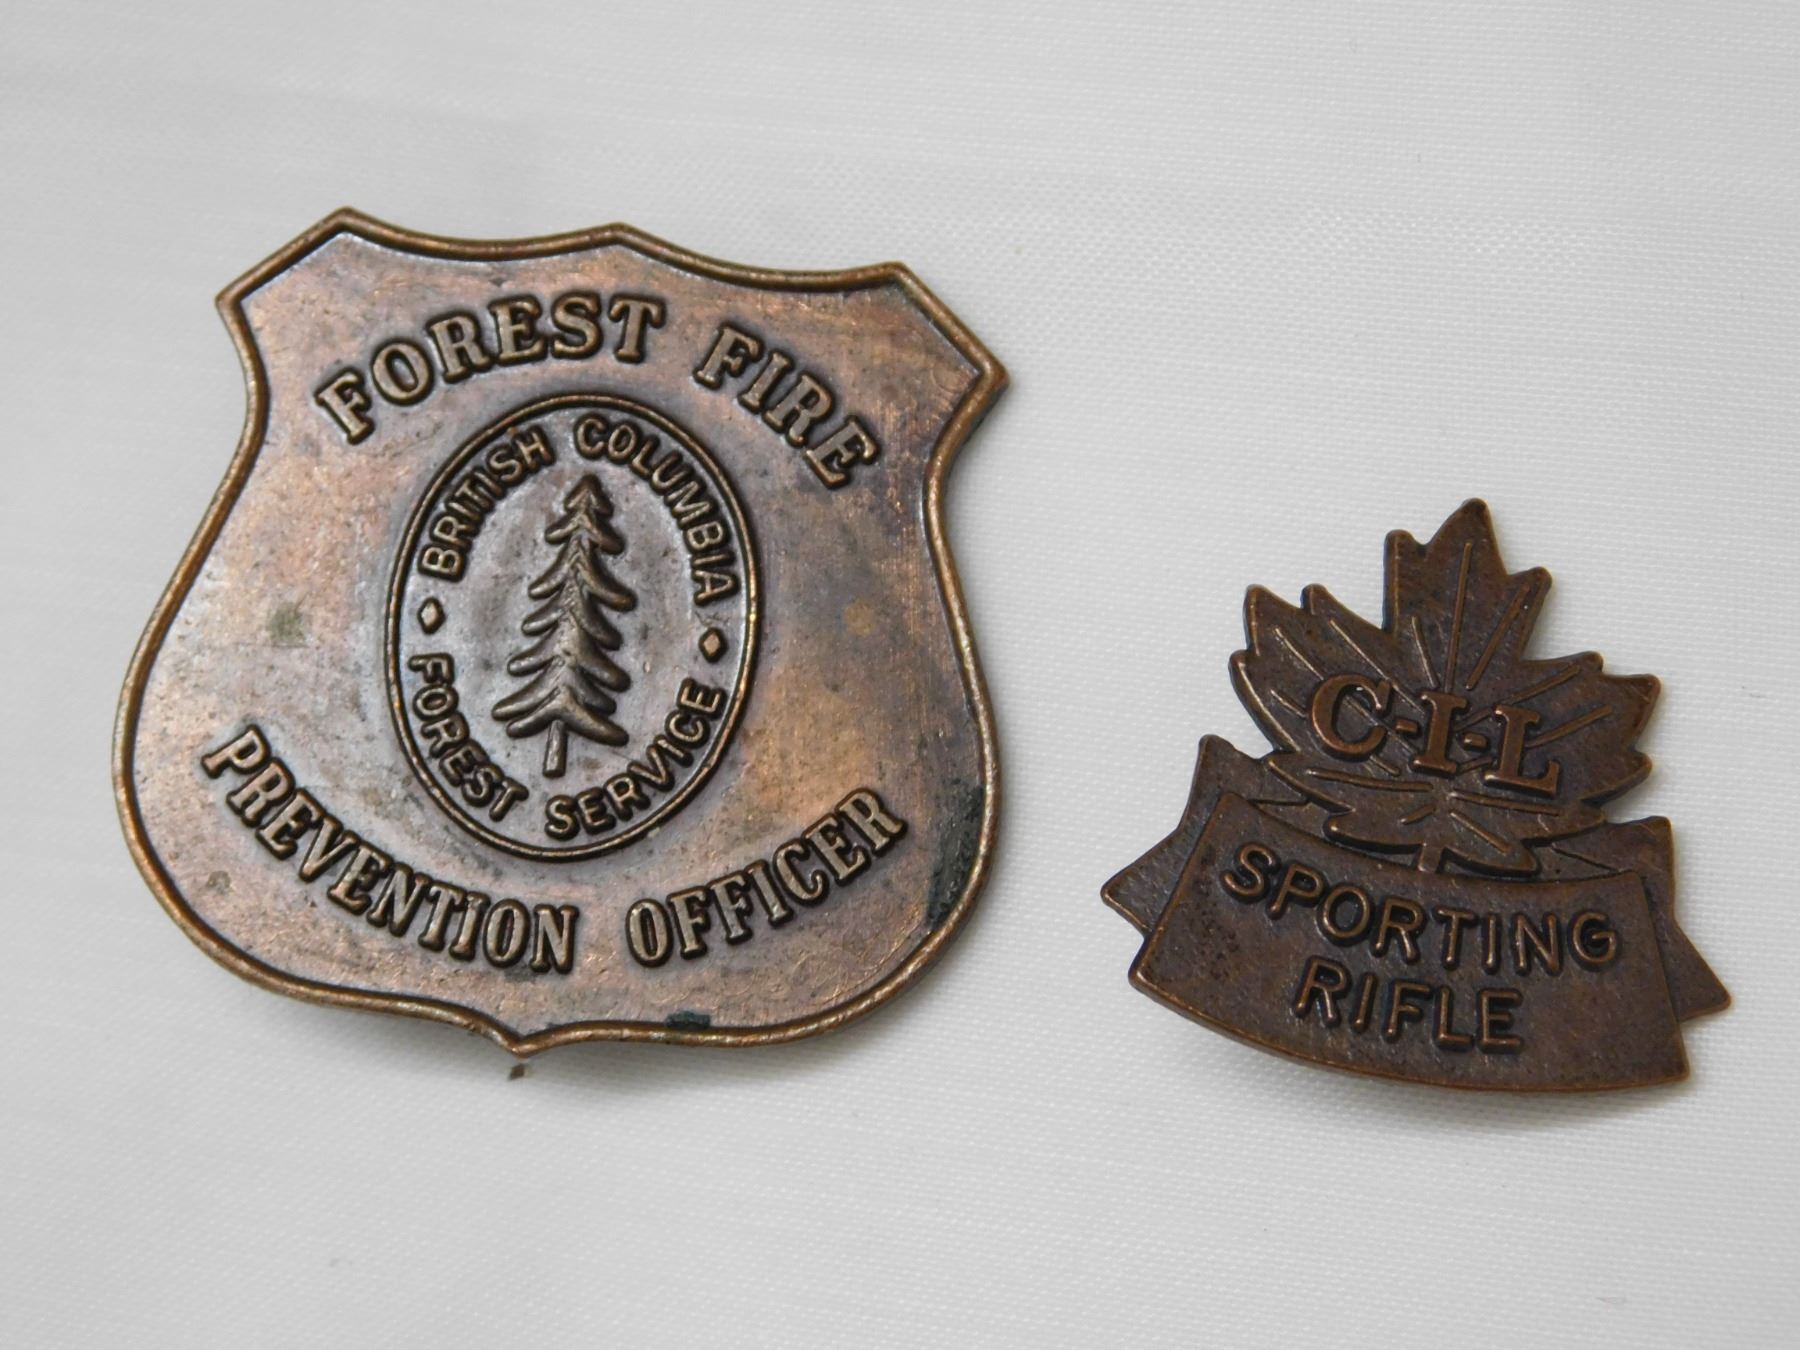 FOREST FIRE
BRITISH COLUMBIA
FOREST SERVICE
PREVENTION OFFICER
C-I-L
SPORTING
RIFLE